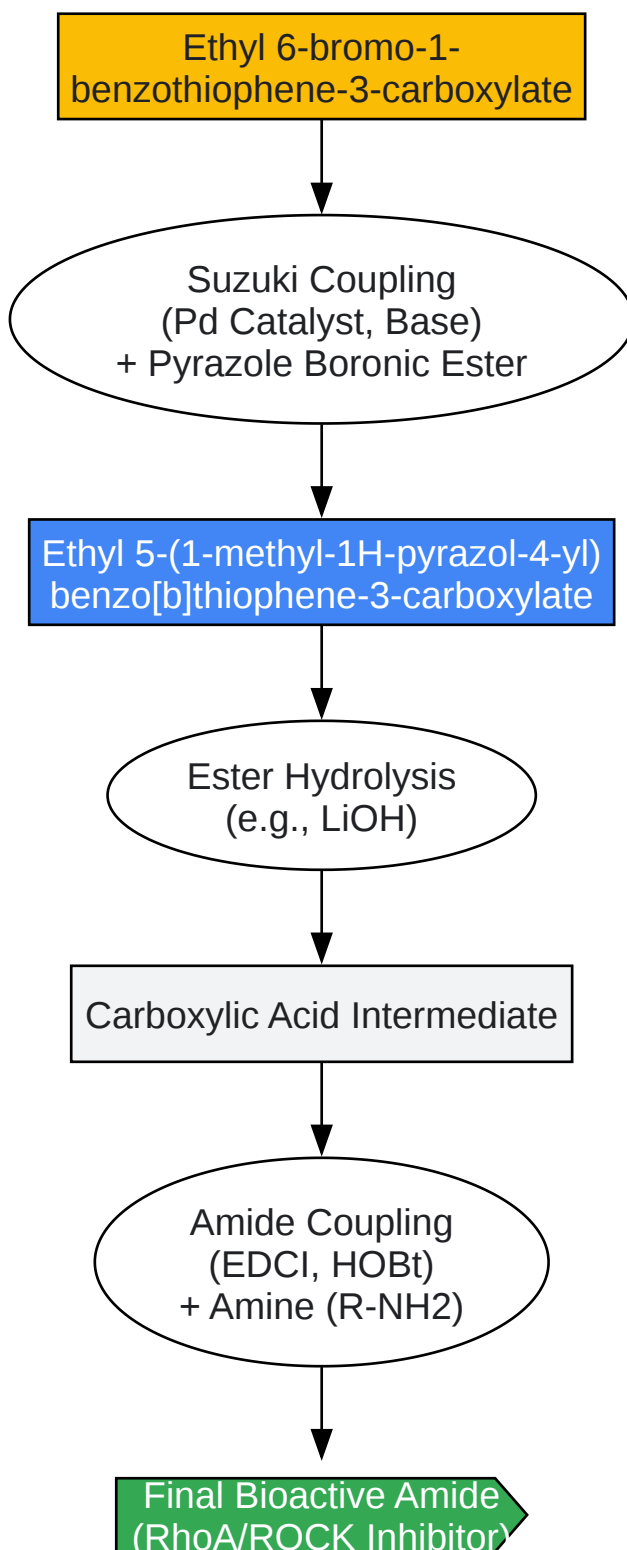 Ethyl 6-bromo-1-
benzothiophene-3-carboxylate
Suzuki Coupling
(Pd Catalyst, Base)
+ Pyrazole Boronic Ester
Ethyl 5-(1-methyl-1H-pyrazol-4-yl)
benzo[b]thiophene-3-carboxylate
Ester Hydrolysis
(e.g., LiOH)
Carboxylic Acid Intermediate
Amide Coupling
(EDCI, HOBt)
+ Amine (R-NH2)
Final Bioactive Amide
(RhoA/ROCK Inhibitor)